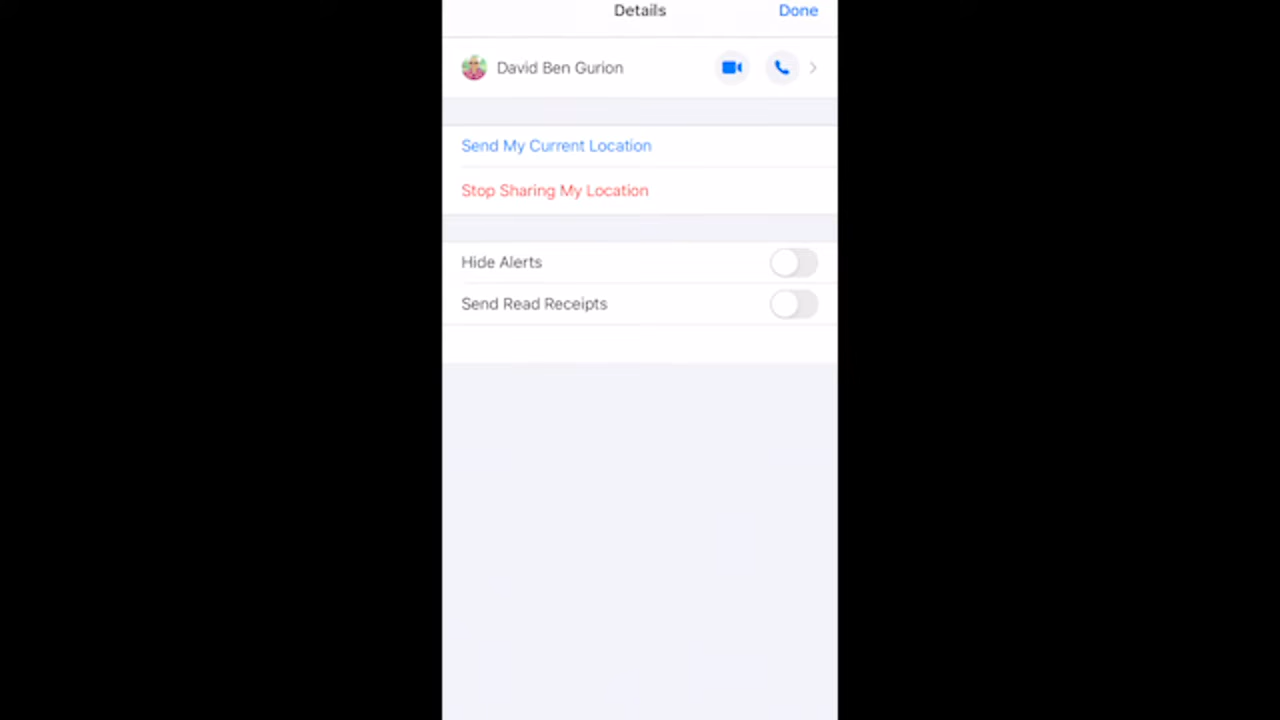 Details
Done
David Ben Gurion
Send My Current Location
Stop Sharing My Location
Hide Alerts
Send Read Receipts